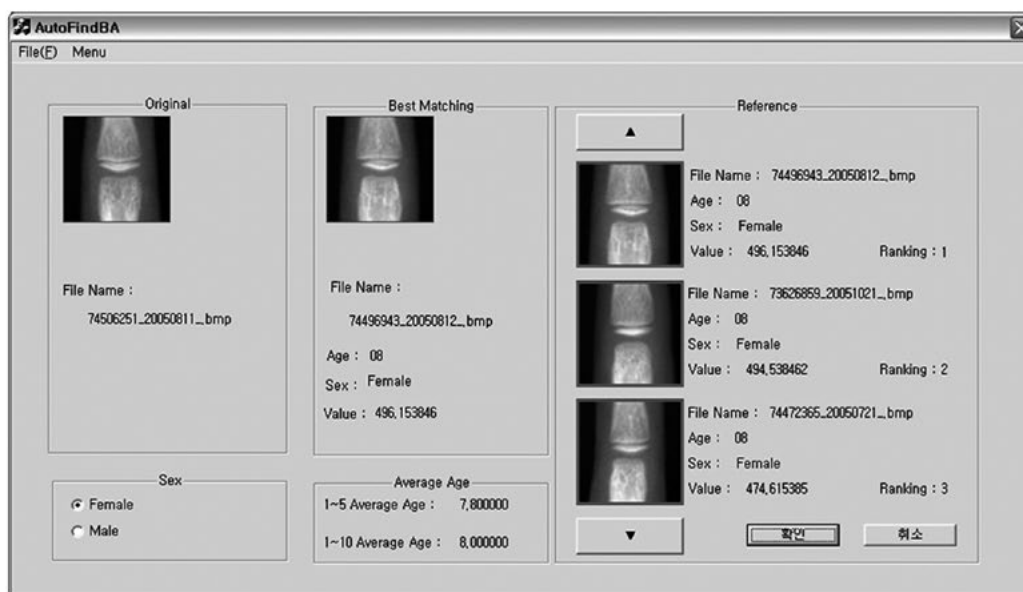 AutoFindBA
File(F) Menu
Original
File Name :
74506251_20050811_.bmp
Best Matching
File Name :
74496943_20050812_.bmp
Age : 08
Sex : Female
Value : 496,153846
Reference
▲
File Name : 74496943_20050812_.bmp
Age : 08
Sex : Female
Value : 496,153846 Ranking : 1
File Name : 73626859_20051021_.bmp
Age : 08
Sex : Female
Value : 494,538462 Ranking : 2
File Name : 74472365_20050721_.bmp
Age : 08
Sex : Female
Value : 474,615385 Ranking : 3
▼
확인 취소
Sex
Female
Male
Average Age
1~5 Average Age : 7,800000
1~10 Average Age : 8,000000